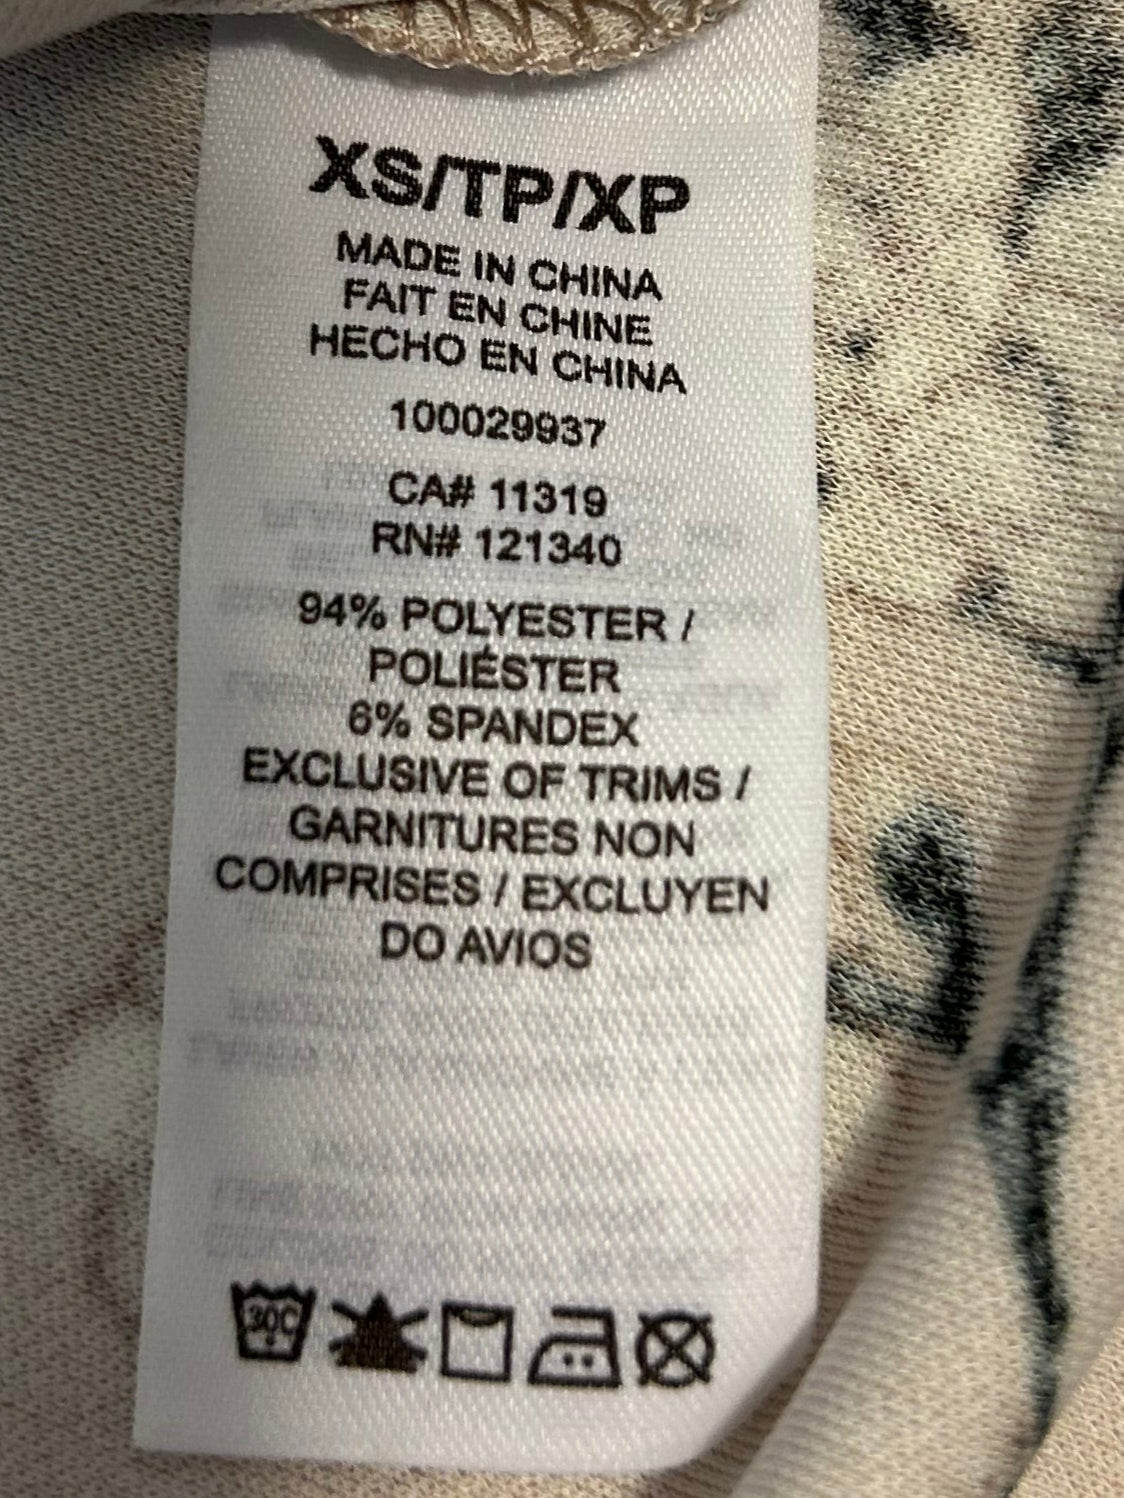 XS/TP/XP
MADE IN CHINA
FAIT EN CHINE
HECHO EN CHINA
100029937
CA# 11319
RN# 121340
94% POLYESTER /
POLIÉSTER
6% SPANDEX
EXCLUSIVE OF TRIMS /
GARNITURES NON
COMPRISES / EXCLUYEN
DO AVIOS
30C